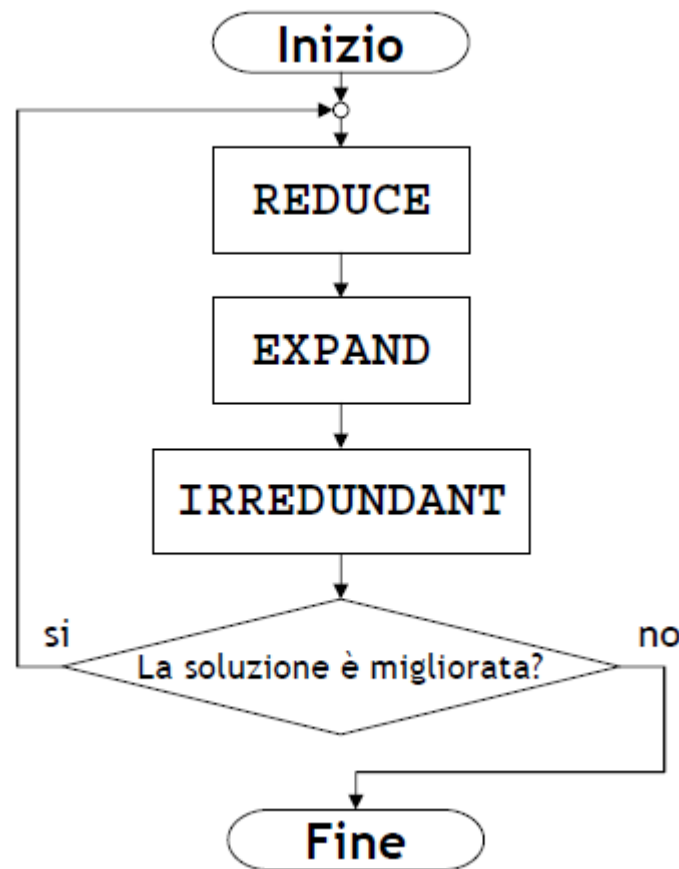 Inizio
REDUCE
EXPAND
IRREDUNDANT
si
no
La soluzione è migliorata?
Fine